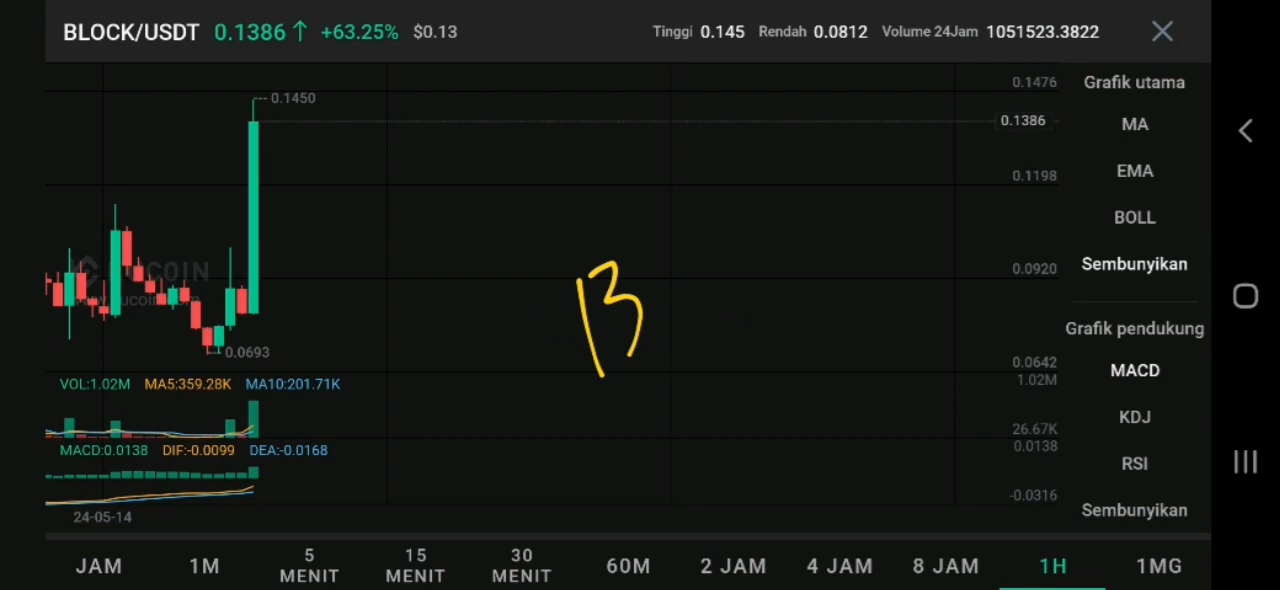 BLOCK/USDT 0.1386↑ +63.25% $0.13 Tinggi 0.145 Rendah 0.0812 Volume 24Jam 1051523.3822
0.1476
Grafik utama
0.1450
0.1386
MA
0.1198
EMA
BOLL
0.0920
Sembunyikan
13
Grafik pendukung
0.0693
0.0642
MACD
VOL:1.02M MA5:359.28K MA10:201.71K
1.02M
KDJ
26.67K
MACD:0.0138 DIF:-0.0099 DEA:-0.0168
0.0138
RSI
-0.0316
Sembunyikan
24-05-14
JAM 1M 5 MENIT 15 MENIT 30 MENIT 60M 2 JAM 4 JAM 8 JAM 1H 1MG